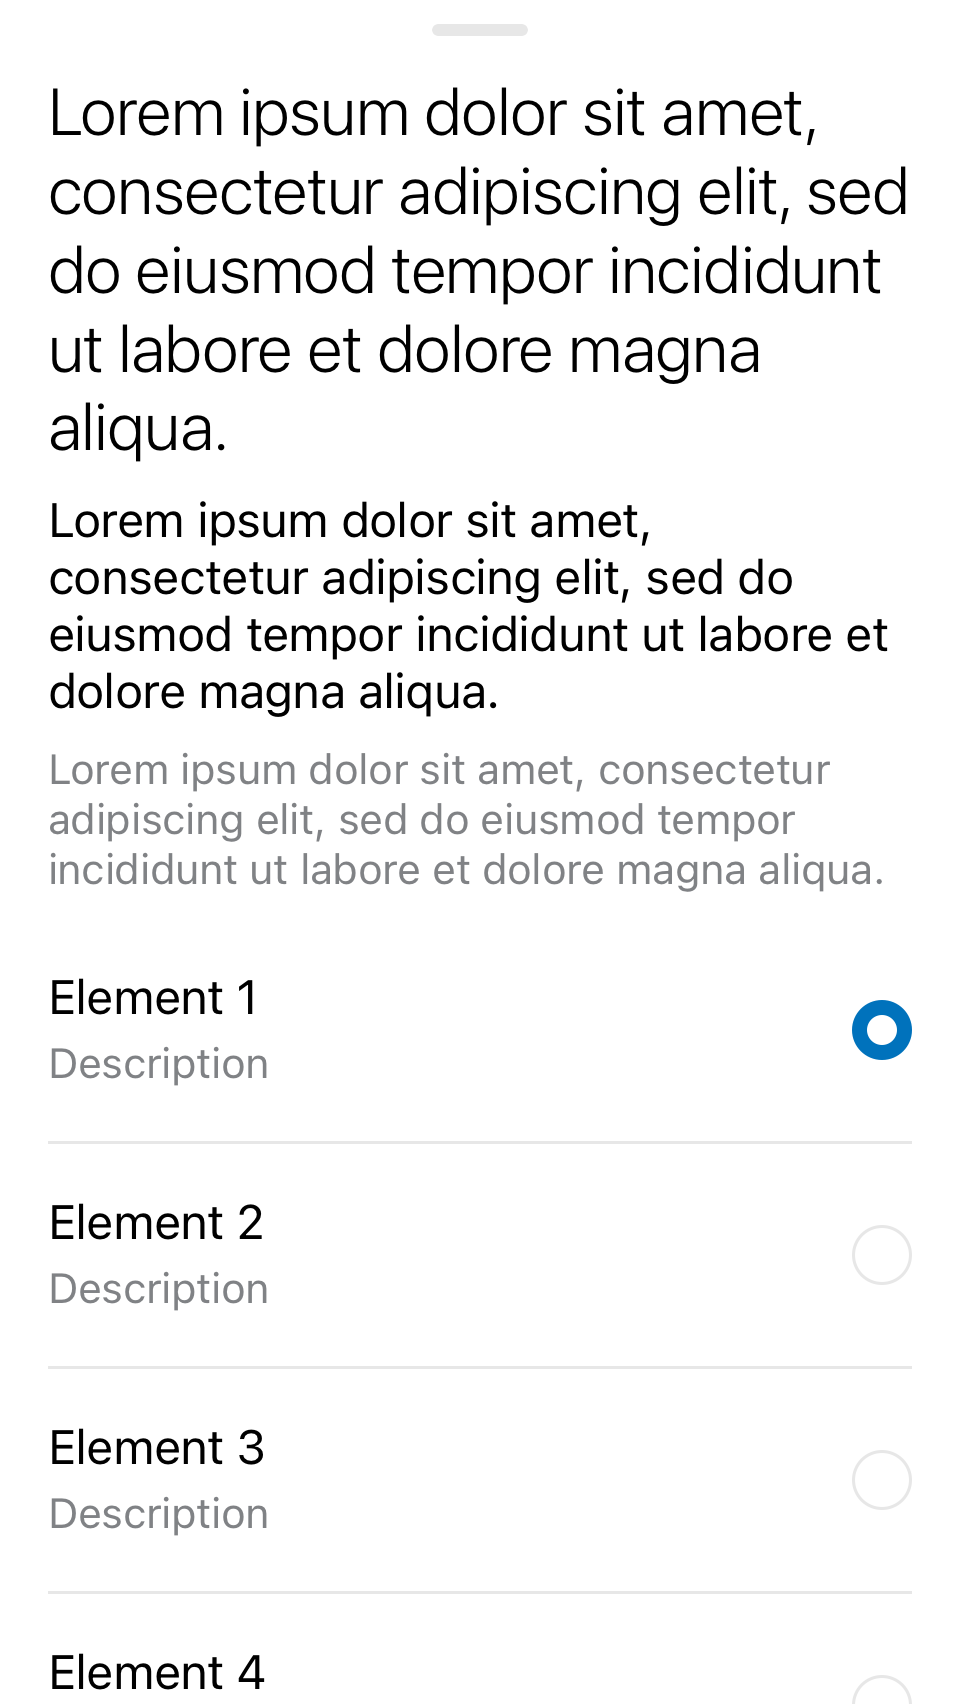 Lorem ipsum dolor sit amet,
consectetur adipiscing elit, sed
do eiusmod tempor incididunt
ut labore et dolore magna
aliqua.
Lorem ipsum dolor sit amet,
consectetur adipiscing elit, sed do
eiusmod tempor incididunt ut labore et
dolore magna aliqua.
Lorem ipsum dolor sit amet, consectetur
adipiscing elit, sed do eiusmod tempor
incididunt ut labore et dolore magna aliqua.
Element 1
Description
Element 2
Description
Element 3
Description
Element 4